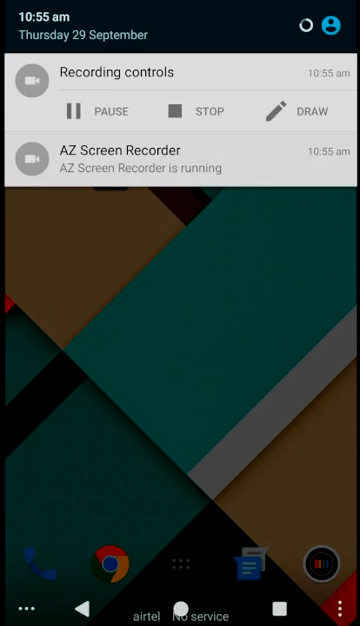 10:55 am
Thursday 29 September
Recording controls 10:55 am
PAUSE STOP DRAW
AZ Screen Recorder 10:55 am
AZ Screen Recorder is running
airtel No service